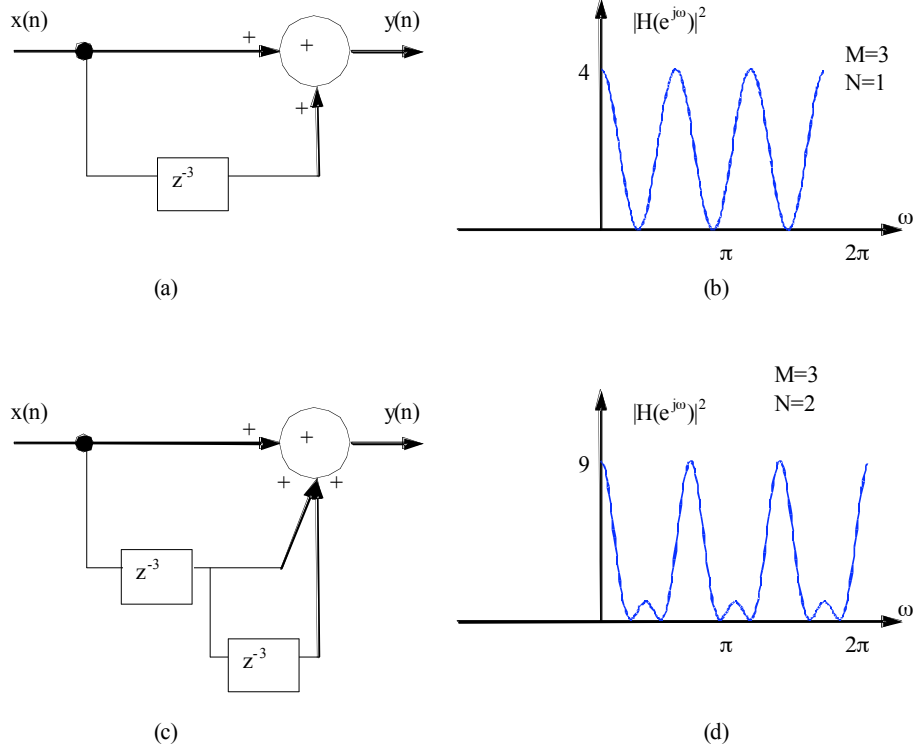 x(n)
y(n)
+
+
+
z⁻³
(a)
|H(e^{jω})|²
M=3
N=1
4
ω
π
2π
(b)
x(n)
y(n)
+
+
+
+
z⁻³
z⁻³
(c)
M=3
N=2
|H(e^{jω})|²
9
ω
π
2π
(d)